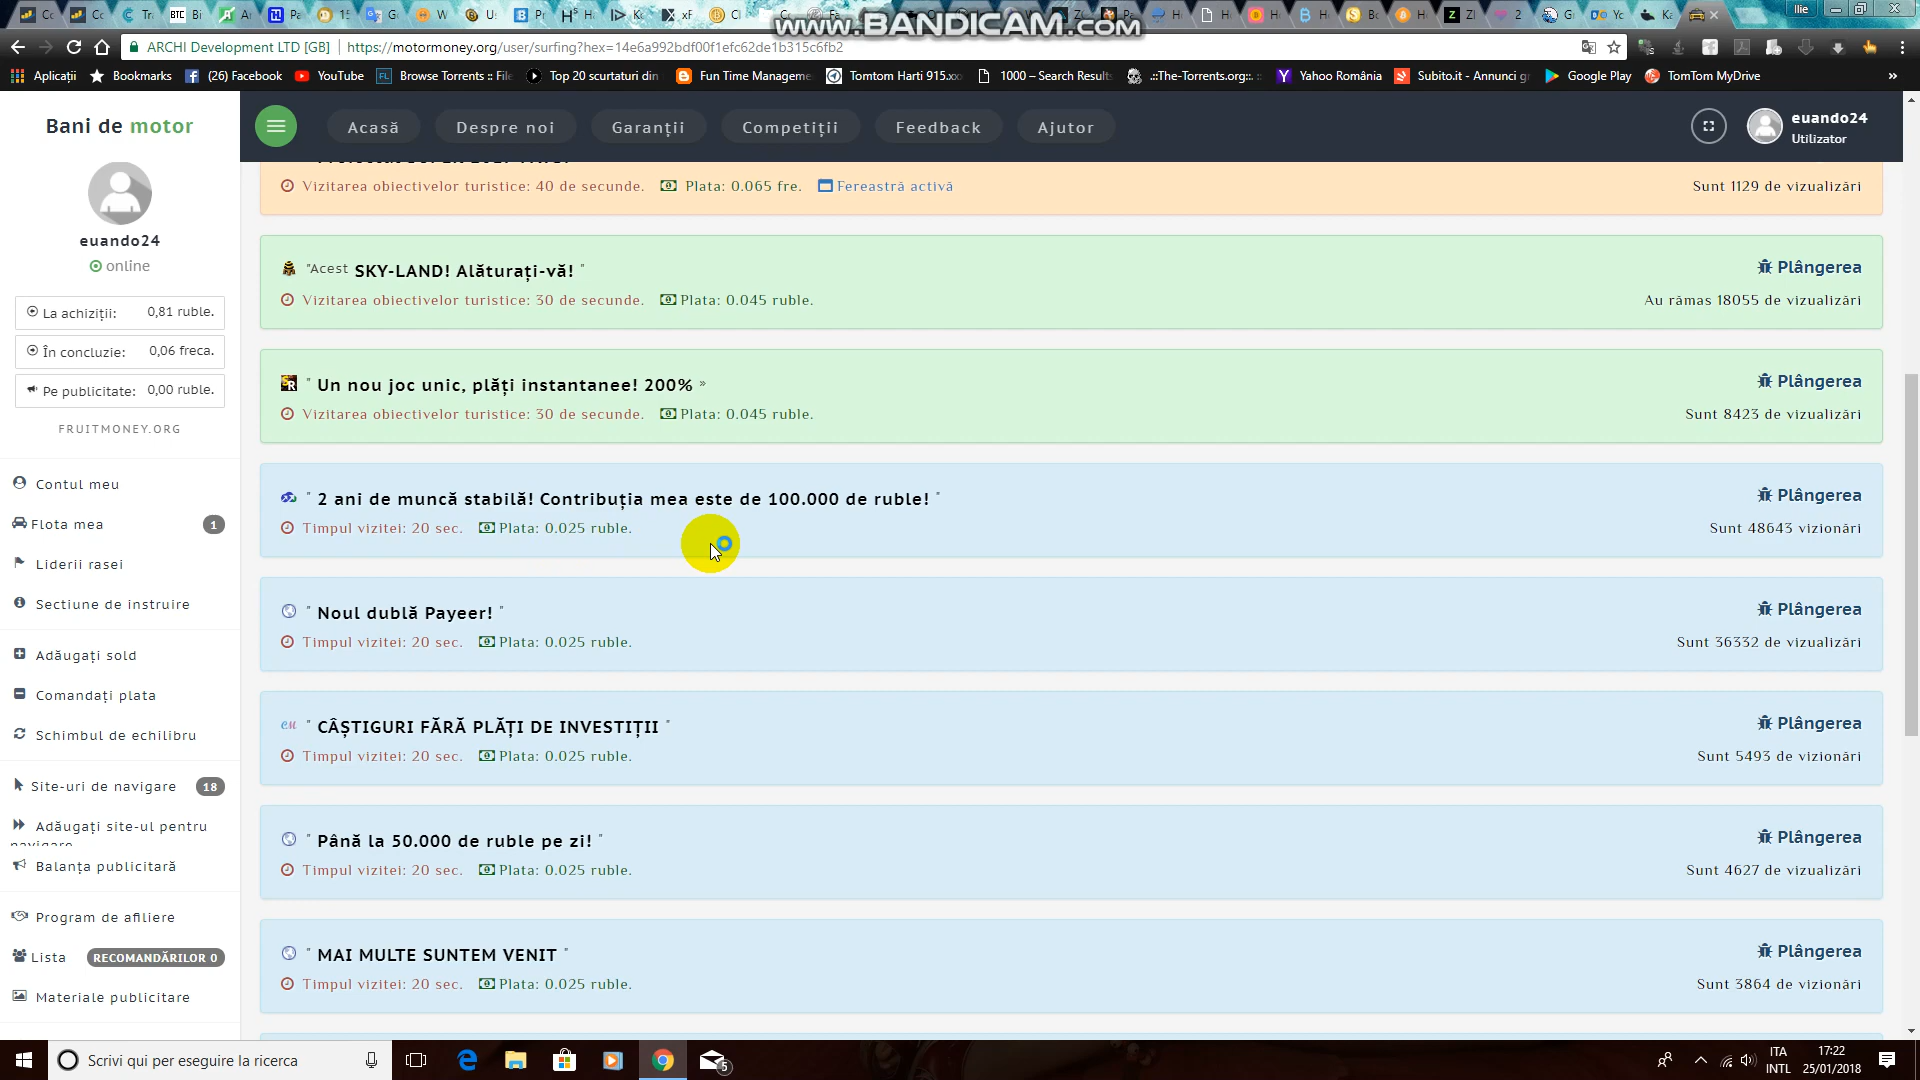 www.BANDICAM.com
Ilie
ARCHI Development LTD [GB]
https://motormoney.org/user/surfing?hex=14e6a992bdf00f1efc62de1b315c6fb2
Aplicații
Bookmarks
(26) Facebook
YouTube
Browse Torrents :: File
Top 20 scurtaturi din
Fun Time Manageme
Tomtom Harti 915.xx
1000 – Search Results
.::The-Torrents.org::.
Yahoo România
Subito.it - Annunci gr
Google Play
TomTom MyDrive
»
Bani de motor
Acasă
Despre noi
Garanții
Competiții
Feedback
Ajutor
euando24
Utilizator
euando24
online
La achiziții: 0,81 ruble.
În concluzie: 0,06 freca.
Pe publicitate: 0,00 ruble.
FRUITMONEY.ORG
Contul meu
Flota mea 1
Liderii rasei
Sectiune de instruire
Adăugați sold
Comandați plata
Schimbul de echilibru
Site-uri de navigare 18
Adăugați site-ul pentru
navigare
Balanța publicitară
Program de afiliere
Lista RECOMANDĂRILOR 0
Materiale publicitare
Vizitarea obiectivelor turistice: 40 de secunde. Plata: 0.065 fre. Fereastră activă
Sunt 1129 de vizualizări
"Acest SKY-LAND! Alăturați-vă! "
Plângerea
Vizitarea obiectivelor turistice: 30 de secunde. Plata: 0.045 ruble.
Au rămas 18055 de vizualizări
" Un nou joc unic, plăți instantanee! 200% »
Plângerea
Vizitarea obiectivelor turistice: 30 de secunde. Plata: 0.045 ruble.
Sunt 8423 de vizualizări
" 2 ani de muncă stabilă! Contribuția mea este de 100.000 de ruble! "
Plângerea
Timpul vizitei: 20 sec. Plata: 0.025 ruble.
Sunt 48643 vizionări
" Noul dublă Payeer! "
Plângerea
Timpul vizitei: 20 sec. Plata: 0.025 ruble.
Sunt 36332 de vizualizări
" CÂȘTIGURI FĂRĂ PLĂȚI DE INVESTIȚII "
Plângerea
Timpul vizitei: 20 sec. Plata: 0.025 ruble.
Sunt 5493 de vizionări
" Până la 50.000 de ruble pe zi! "
Plângerea
Timpul vizitei: 20 sec. Plata: 0.025 ruble.
Sunt 4627 de vizualizări
" MAI MULTE SUNTEM VENIT "
Plângerea
Timpul vizitei: 20 sec. Plata: 0.025 ruble.
Sunt 3864 de vizualizări
Scrivi qui per eseguire la ricerca
5
ITA
INTL
17:22
25/01/2018